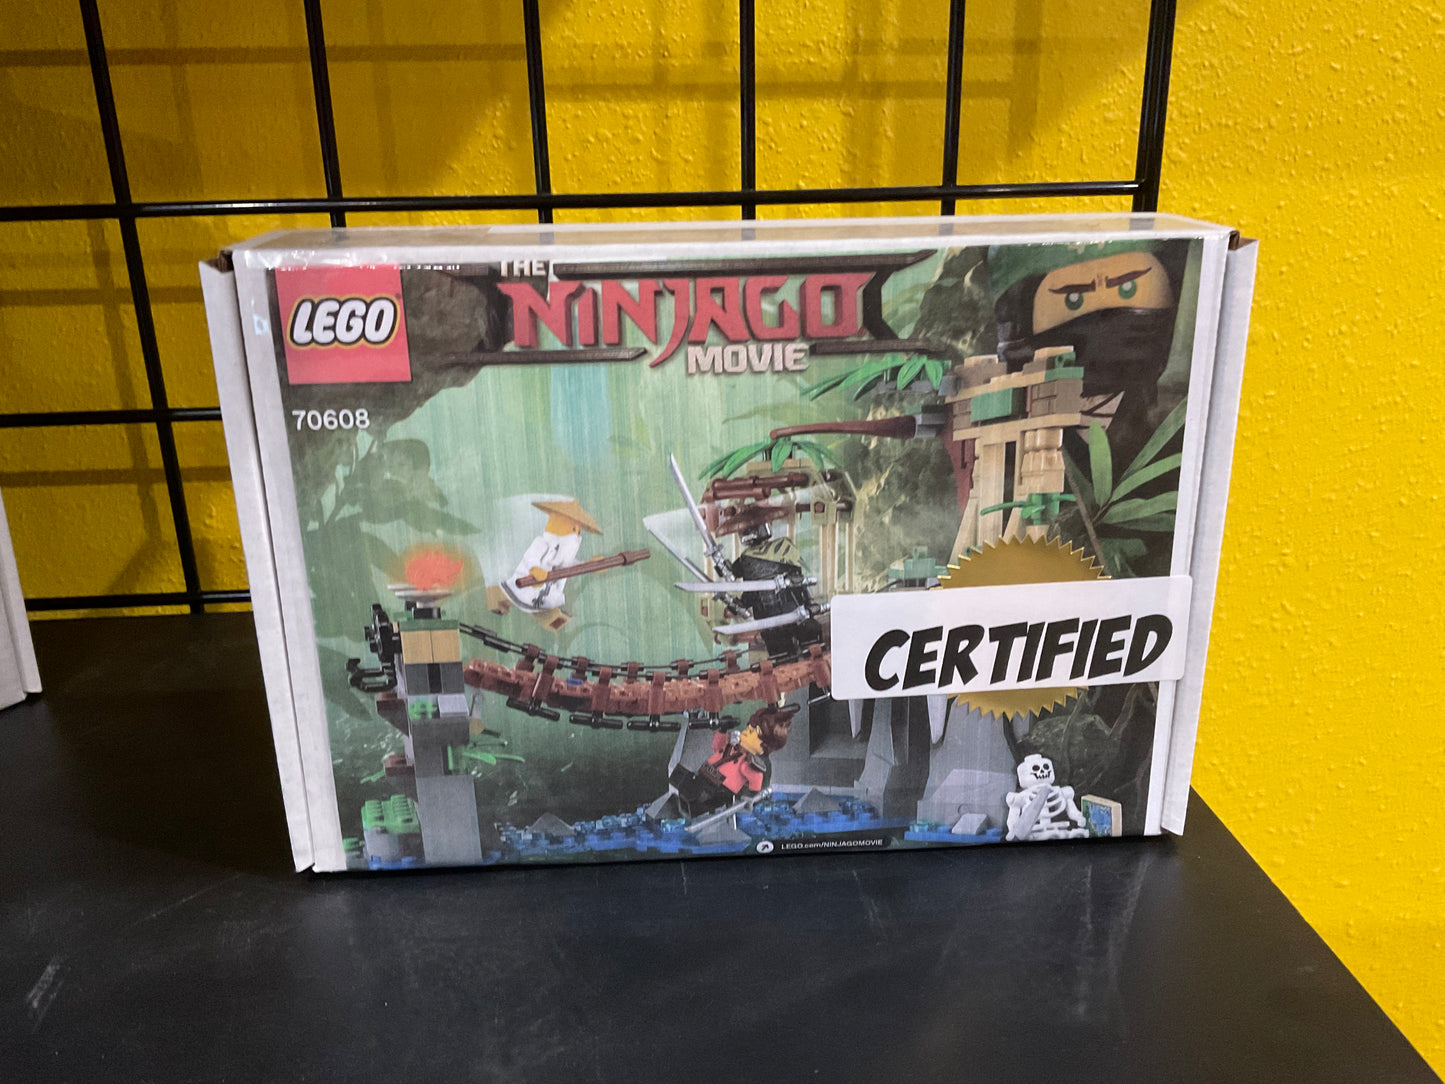 LEGO
THE
NINJAGO
MOVIE
70608
CERTIFIED
LEGO.com/NINJAGOMOVIE